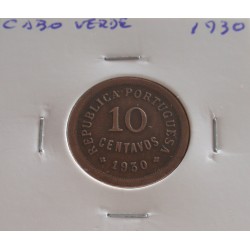 CABO VERDE 1930
REPUBLICA PORTUGUESA
10
CENTAVOS
1930